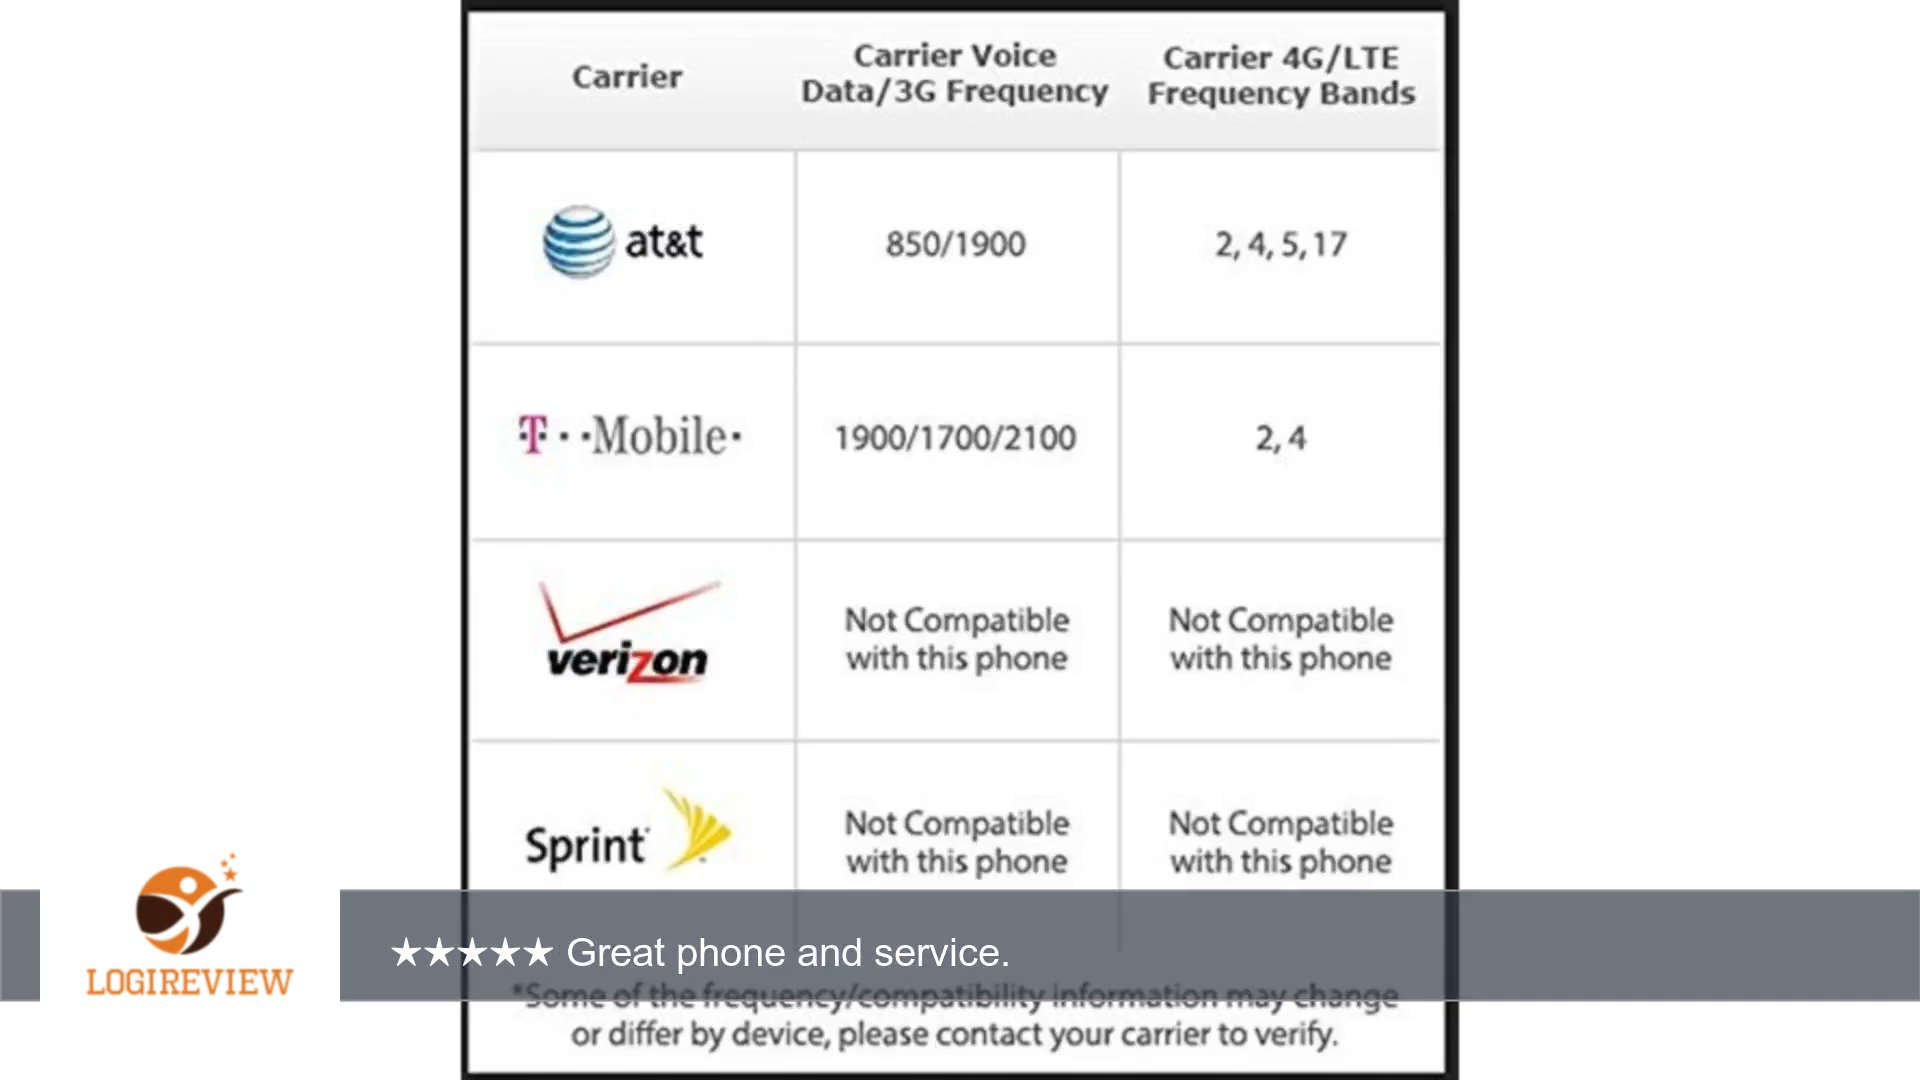 Carrier
Carrier Voice
Data/3G Frequency
Carrier 4G/LTE
Frequency Bands
at&t
850/1900
2, 4, 5, 17
T··Mobile·
1900/1700/2100
2, 4
verizon
Not Compatible
with this phone
Not Compatible
with this phone
Sprint
Not Compatible
with this phone
Not Compatible
with this phone
LOGIREVIEW
★★★★★ Great phone and service.
*Some of the frequency/compatibility information may change
or differ by device, please contact your carrier to verify.